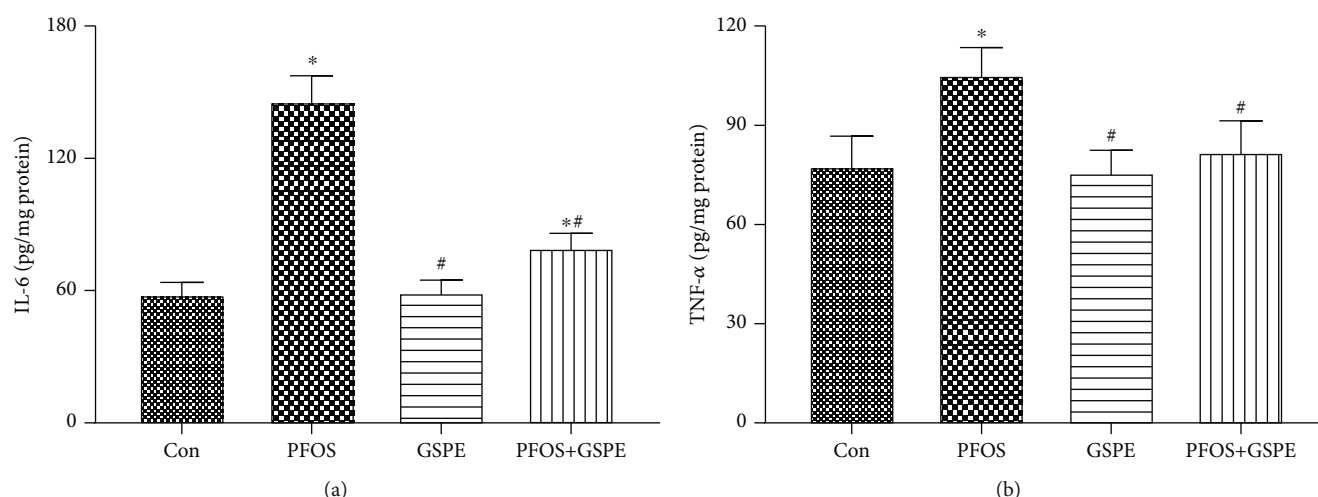 IL-6 (pg/mg protein)
180
120
60
0
*
#
*#
Con PFOS GSPE PFOS+GSPE
(a)
TNF-α (pg/mg protein)
120
90
60
30
0
*
#
#
Con PFOS GSPE PFOS+GSPE
(b)